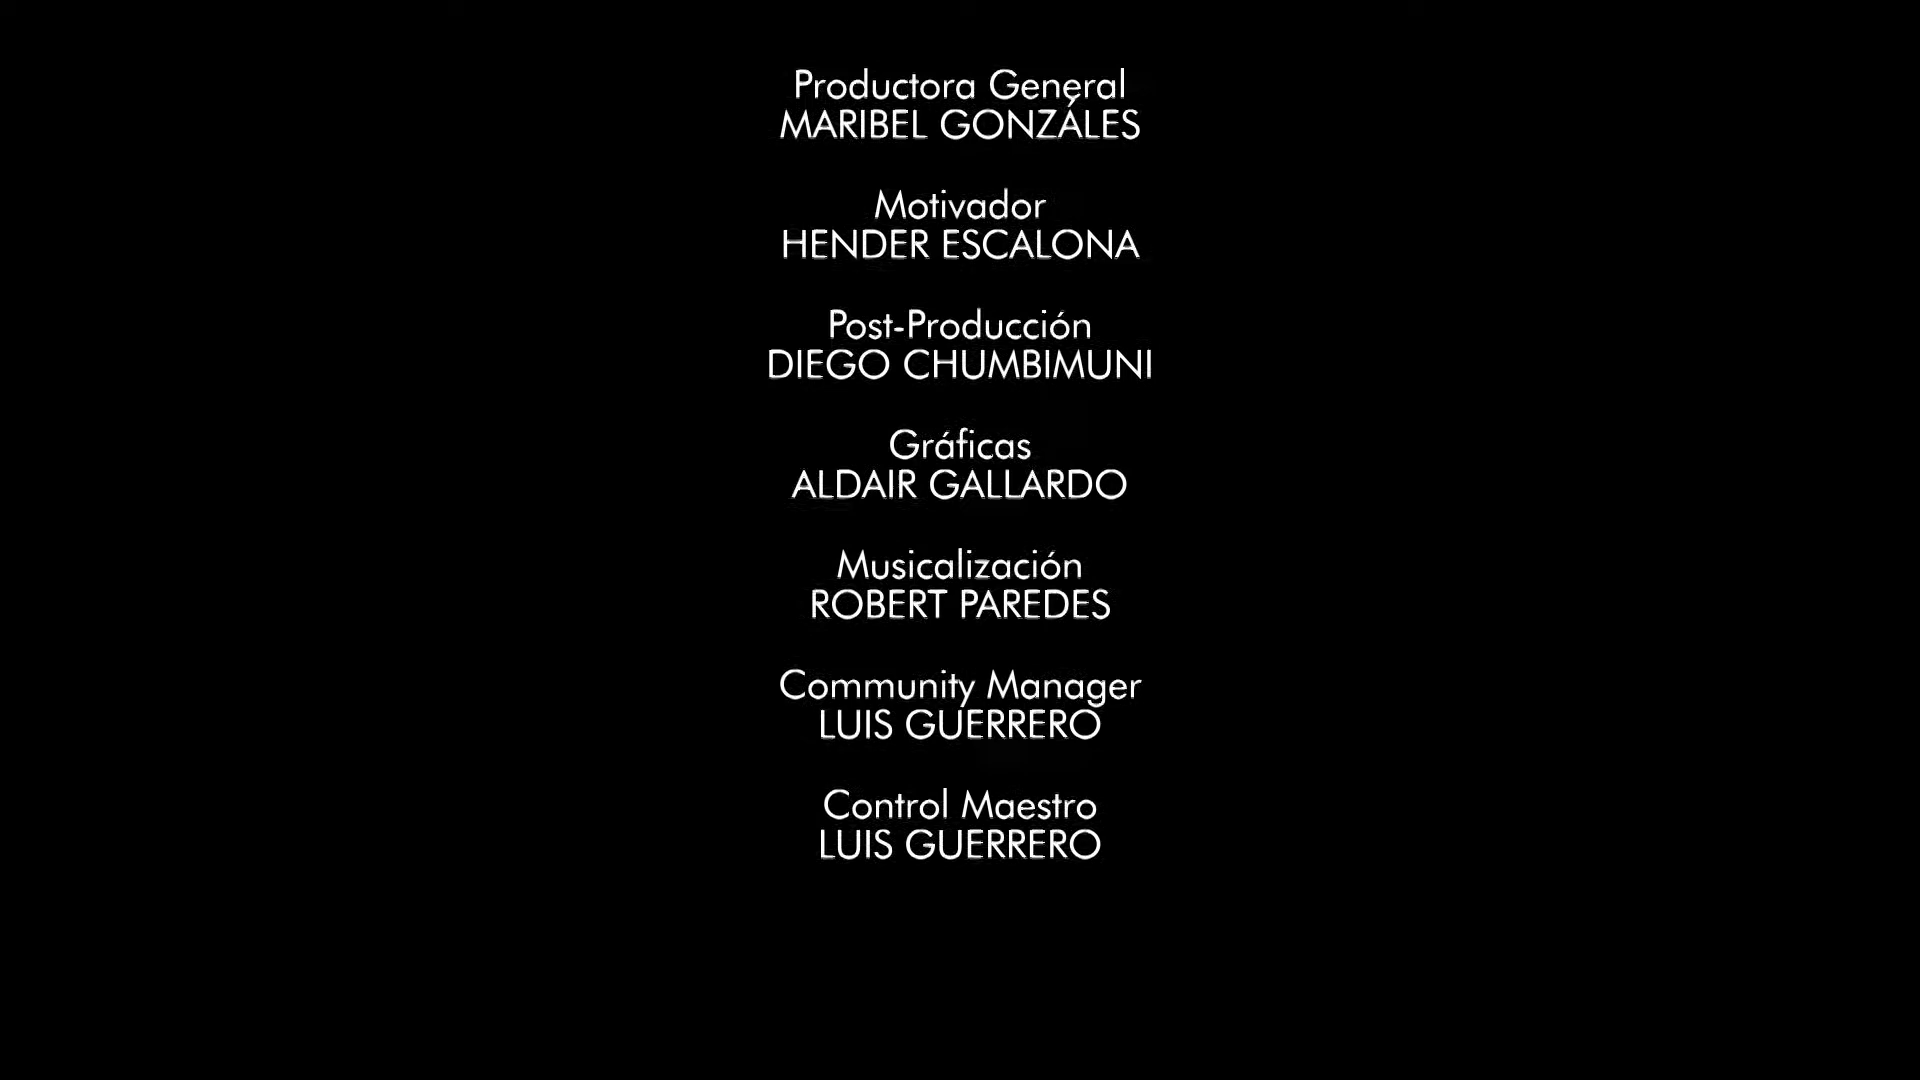 Productora General
MARIBEL GONZÁLES
Motivador
HENDER ESCALONA
Post-Producción
DIEGO CHUMBIMUNI
Gráficas
ALDAIR GALLARDO
Musicalización
ROBERT PAREDES
Community Manager
LUIS GUERRERO
Control Maestro
LUIS GUERRERO